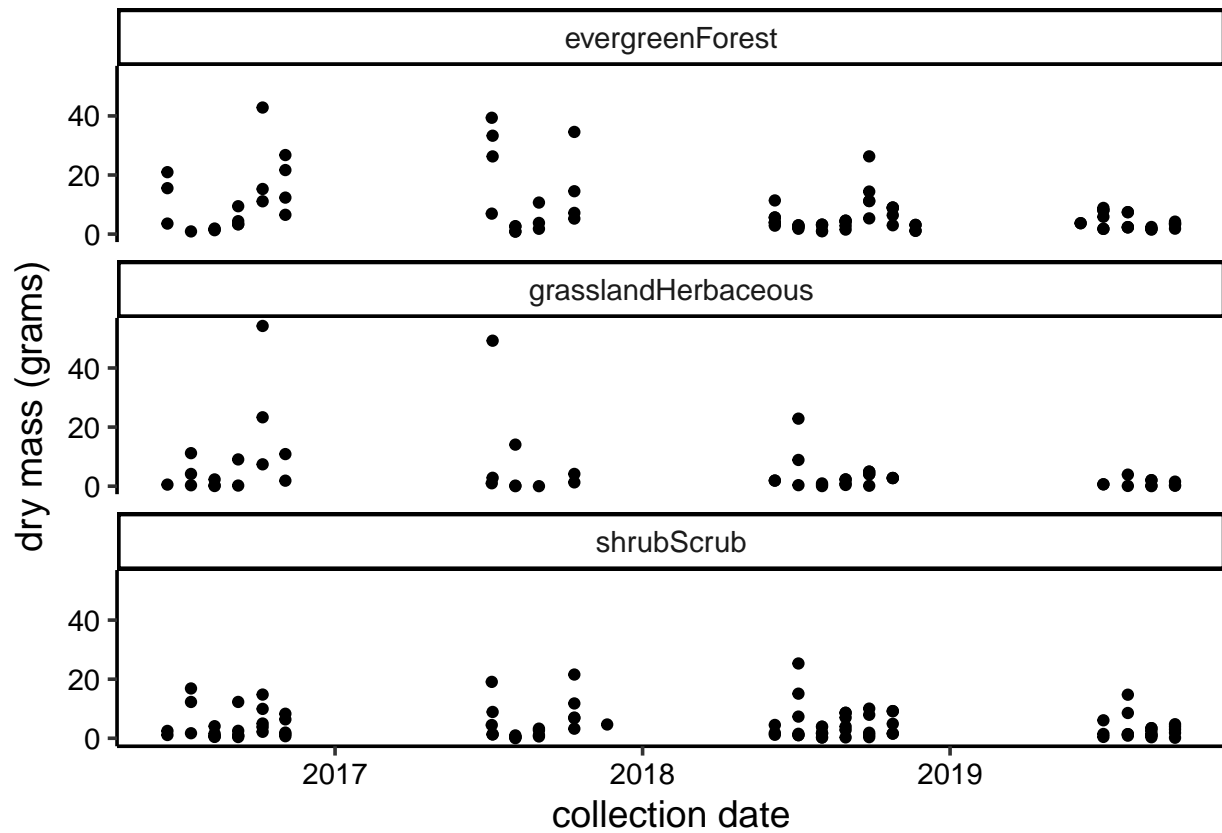 evergreenForest
40
20
0
grasslandHerbaceous
40
20
0
shrubScrub
40
20
0
dry mass (grams)
2017 2018 2019
collection date